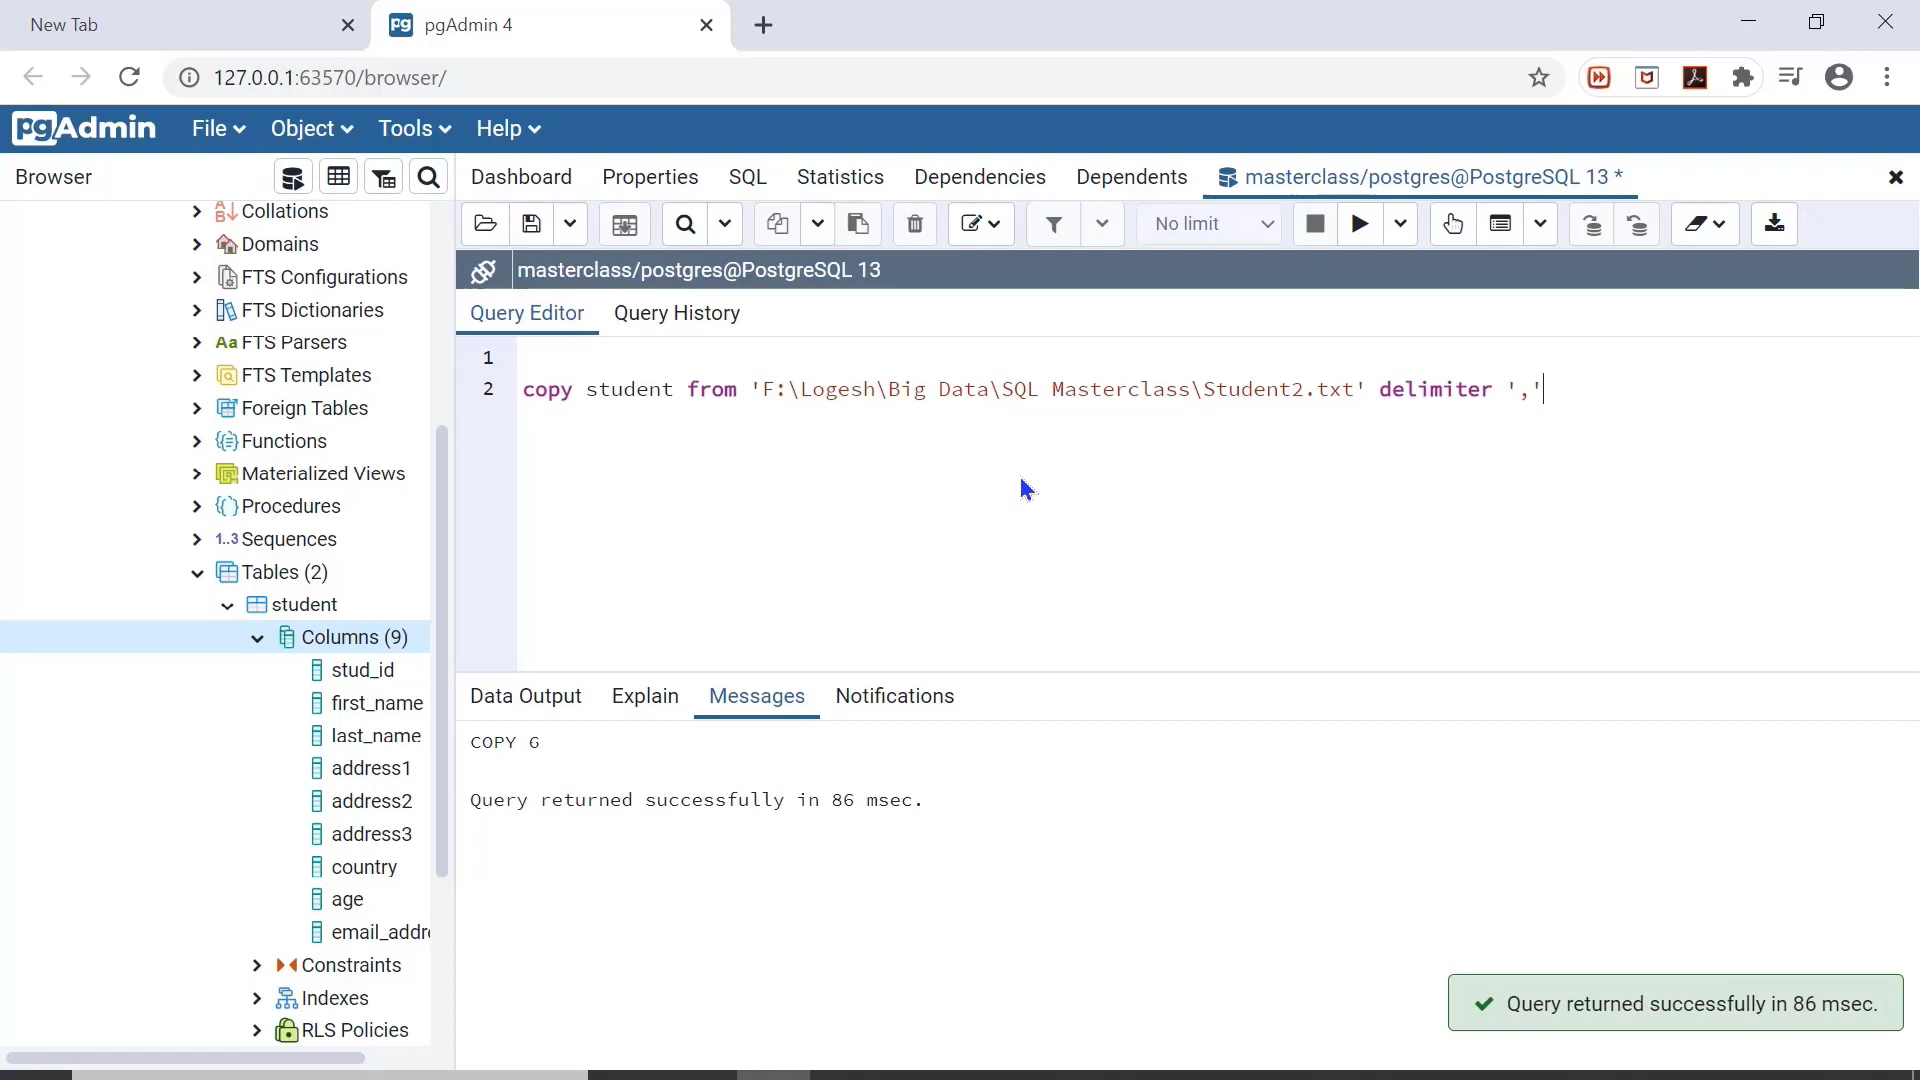 New Tab
pgAdmin 4
127.0.0.1:63570/browser/
pgAdmin
File
Object
Tools
Help
Browser
Dashboard
Properties
SQL
Statistics
Dependencies
Dependents
masterclass/postgres@PostgreSQL 13 *
No limit
masterclass/postgres@PostgreSQL 13
Query Editor
Query History
1
2 copy student from 'F:\Logesh\Big Data\SQL Masterclass\Student2.txt' delimiter ','
Collations
Domains
FTS Configurations
FTS Dictionaries
Aa FTS Parsers
FTS Templates
Foreign Tables
Functions
Materialized Views
Procedures
1..3 Sequences
Tables (2)
student
Columns (9)
stud_id
first_name
last_name
address1
address2
address3
country
age
email_addr
Constraints
Indexes
RLS Policies
Data Output
Explain
Messages
Notifications
COPY G
Query returned successfully in 86 msec.
Query returned successfully in 86 msec.